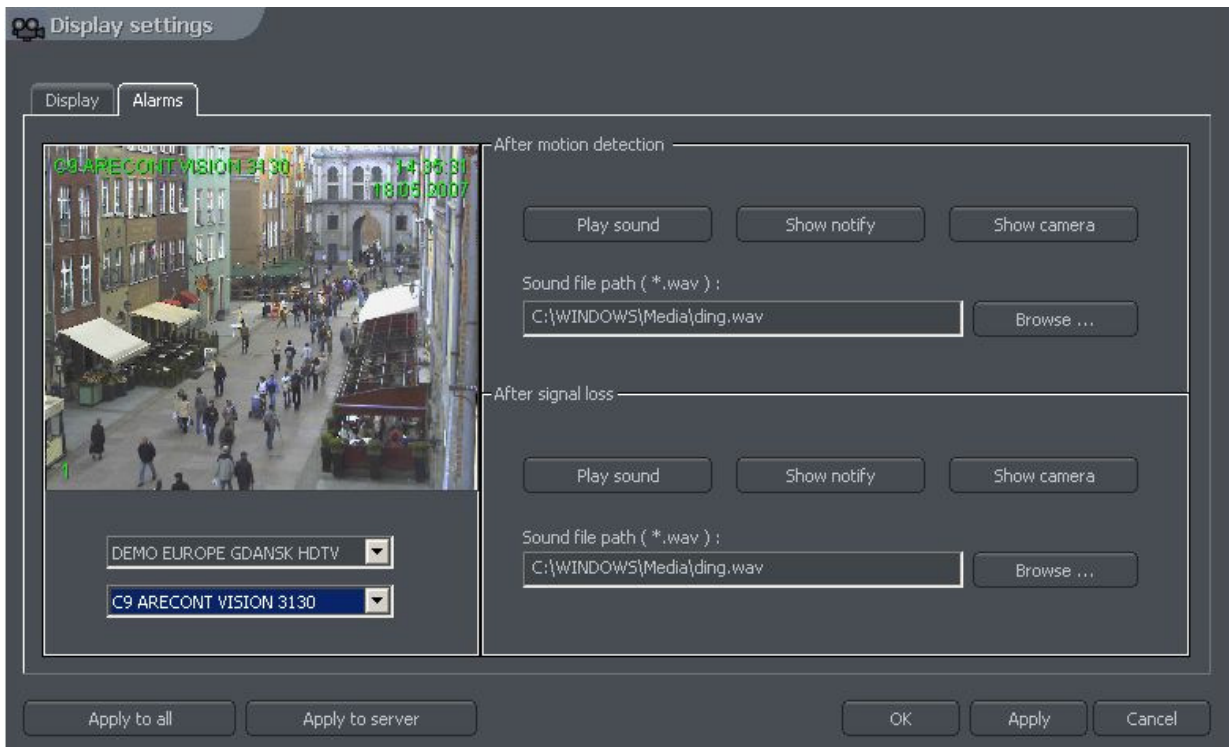 Display settings
Display
Alarms
C9 ARECONT VISION 3130
14:35:31
18.05.2007
1
DEMO EUROPE GDANSK HDTV
C9 ARECONT VISION 3130
After motion detection
Play sound
Show notify
Show camera
Sound file path ( *.wav ) :
C:\WINDOWS\Media\ding.wav
Browse ...
After signal loss
Play sound
Show notify
Show camera
Sound file path ( *.wav ) :
C:\WINDOWS\Media\ding.wav
Browse ...
Apply to all
Apply to server
OK
Apply
Cancel